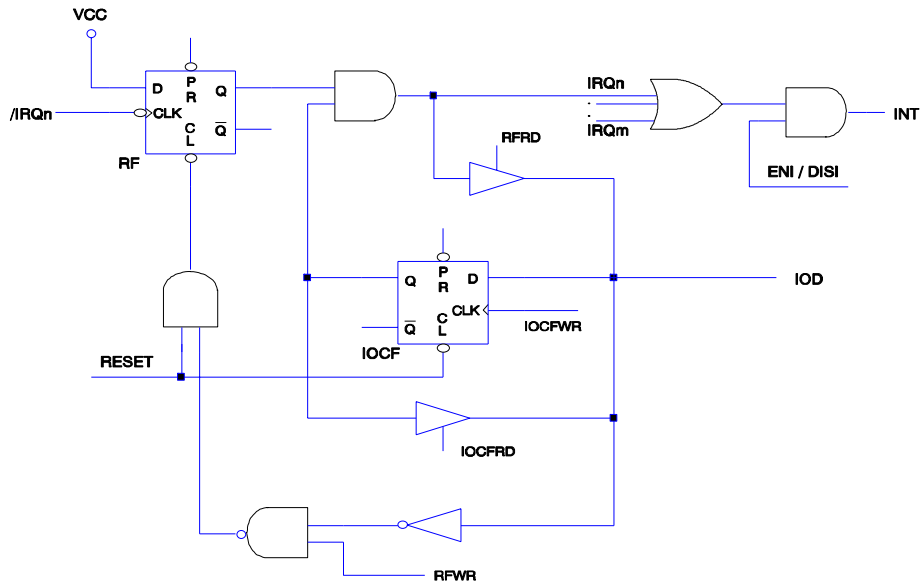 VCC
D
P
R
Q
/IRQn
CLK
C
L
Q
RF
IRQn
IRQm
INT
RFRD
ENI / DISI
Q
P
R
D
IOD
CLK
C
L
Q
IOCFWR
IOCF
RESET
IOCFRD
RFWR